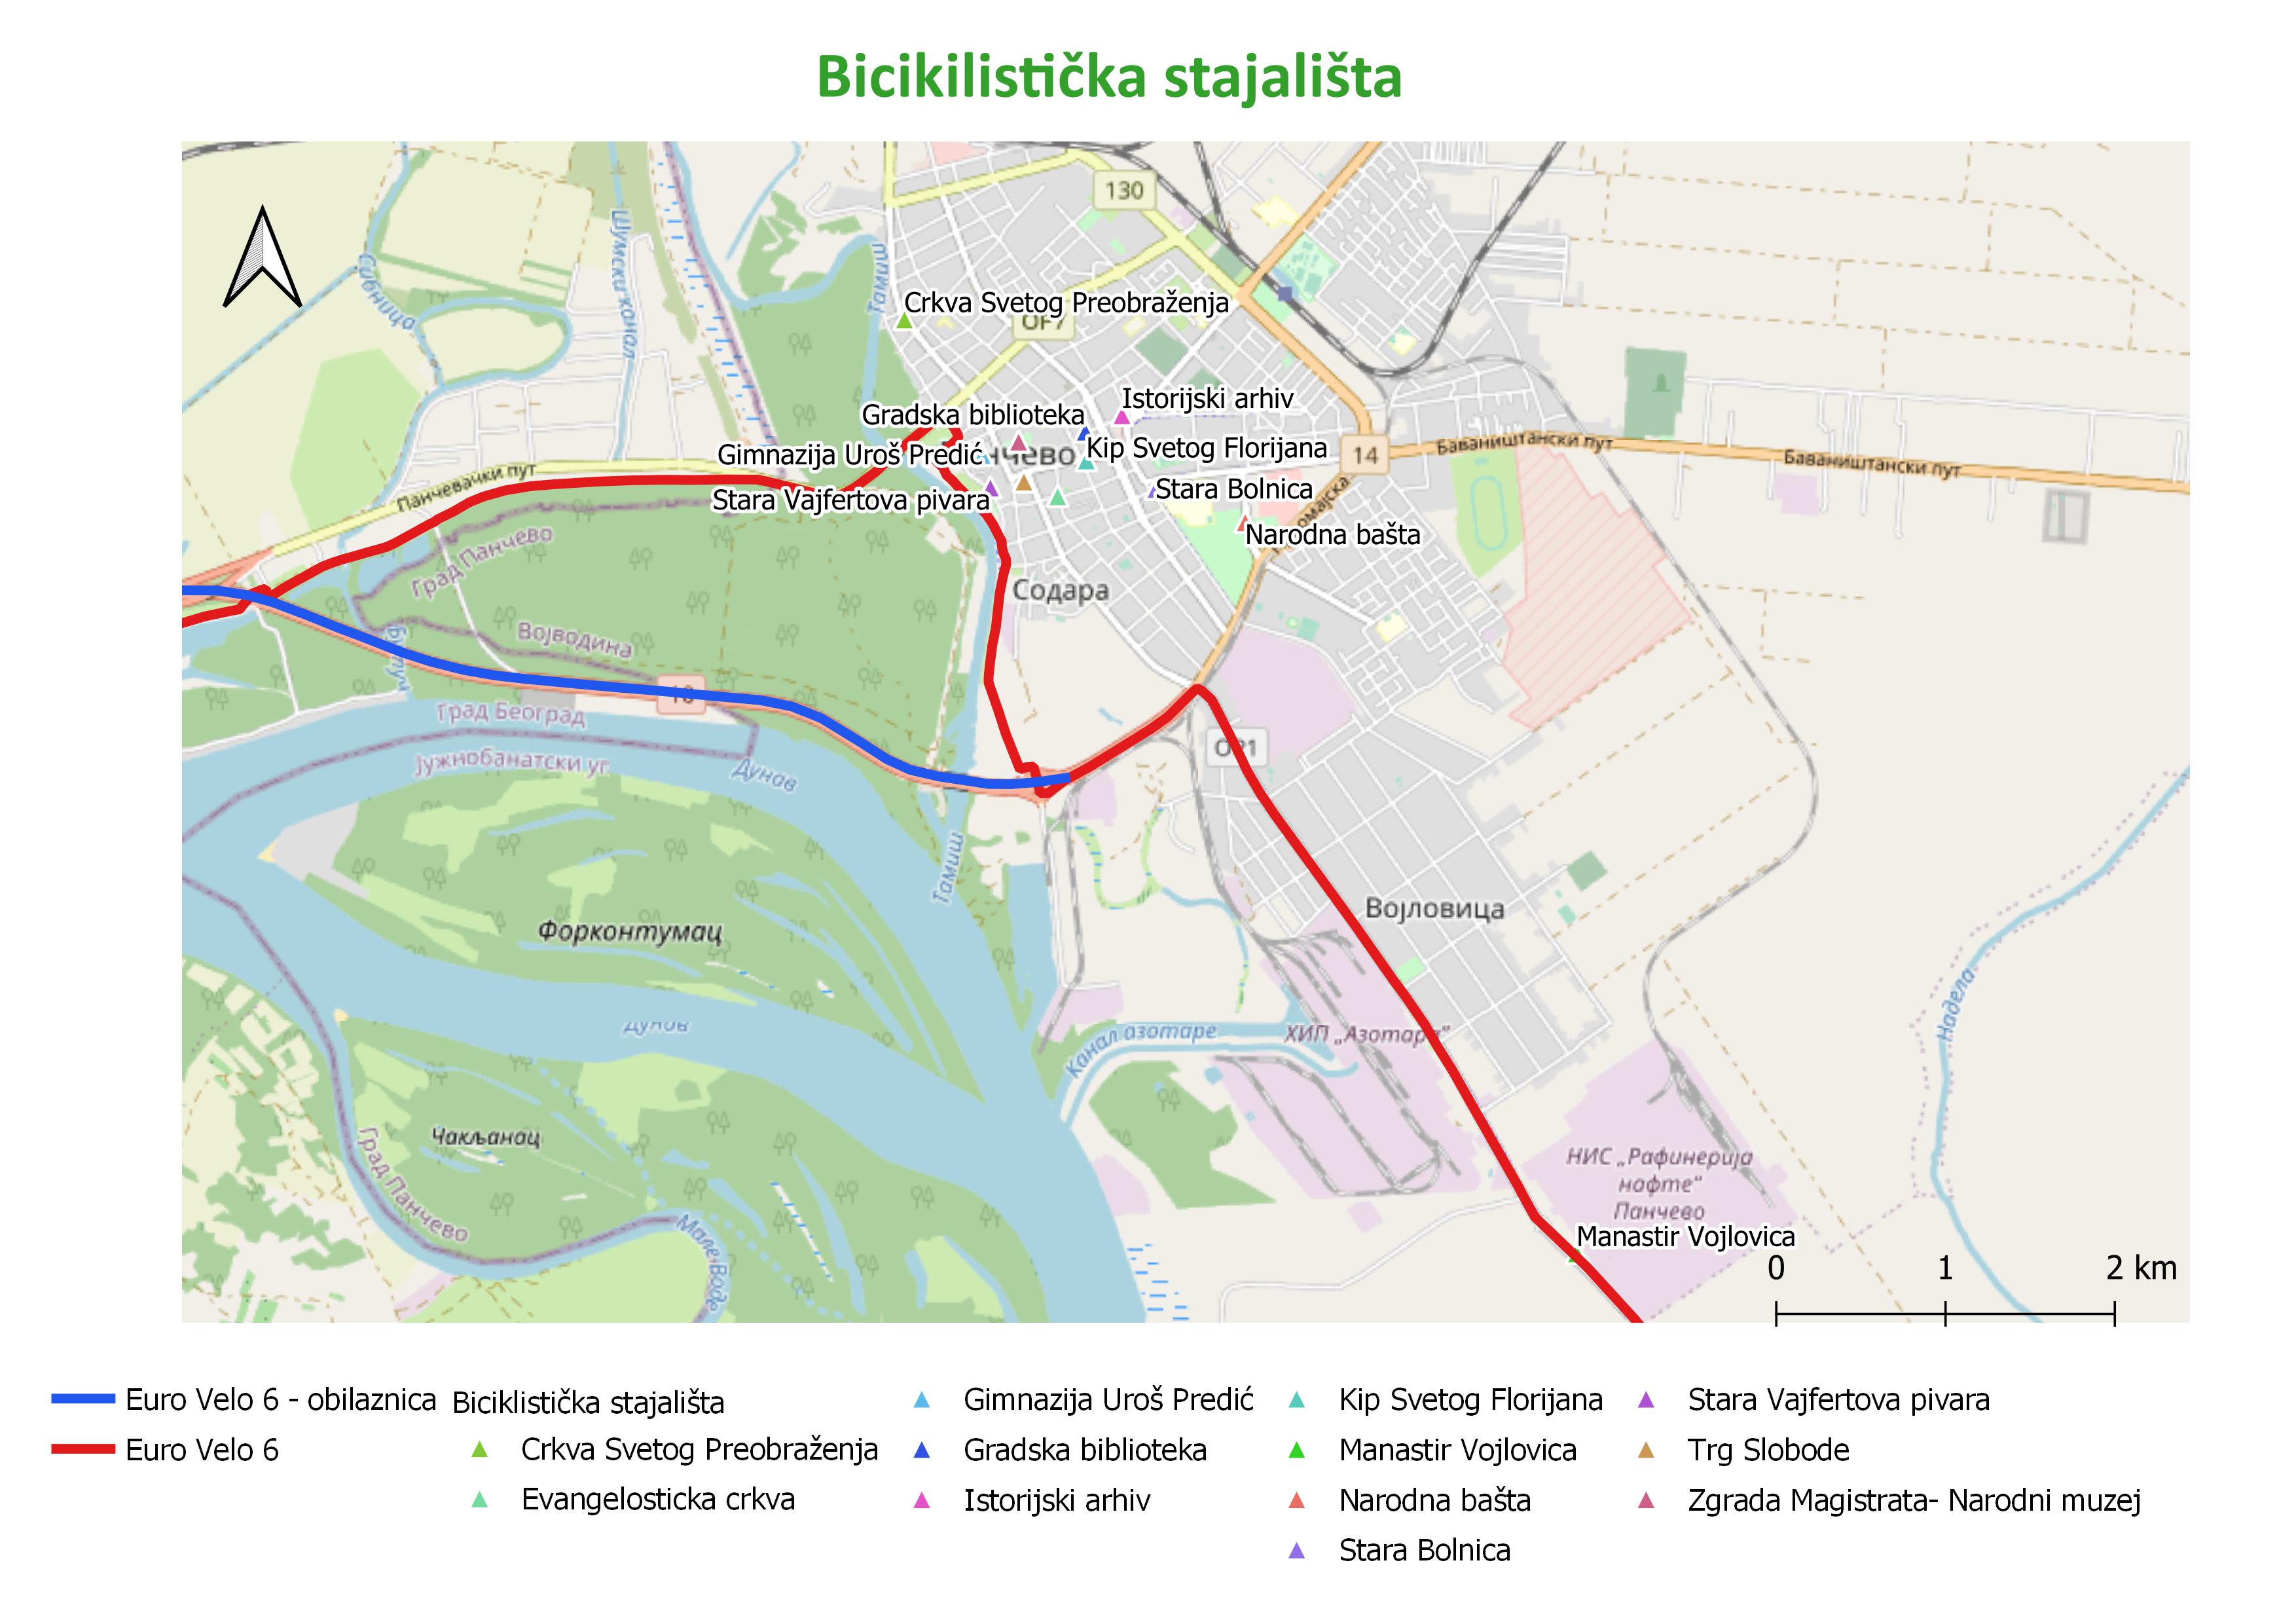 Bicikilistička stajališta
130
Сибница
Шумски канал
Тамиш
Crkva Svetog Preobraženja
OF7
Istorijski arhiv
Gradska biblioteka
Kip Svetog Florijana
Gimnazija Uroš Predić
нчево
14
Баваништански пут
Баваништански пут
Панчевачки пут
Stara Vajfertova pivara
Stara Bolnica
Narodna bašta
Град Панчево
Содара
Војводина
Град Београд
Јужнобанатски уг
Дунав
Тамиш
Војловица
Форконтумац
Дунав
Надела
Канал азотаре
ХИП „Азотара"
Чакљанац
Град Панчево
Мале Воде
НИС „Рафинерија
нафте“
Панчево
Manastir Vojlovica
0 1 2 km
Euro Velo 6 - obilaznica
Euro Velo 6
Biciklistička stajališta
Crkva Svetog Preobraženja
Evangelosticka crkva
Gimnazija Uroš Predić
Gradska biblioteka
Istorijski arhiv
Kip Svetog Florijana
Manastir Vojlovica
Narodna bašta
Stara Bolnica
Stara Vajfertova pivara
Trg Slobode
Zgrada Magistrata- Narodni muzej